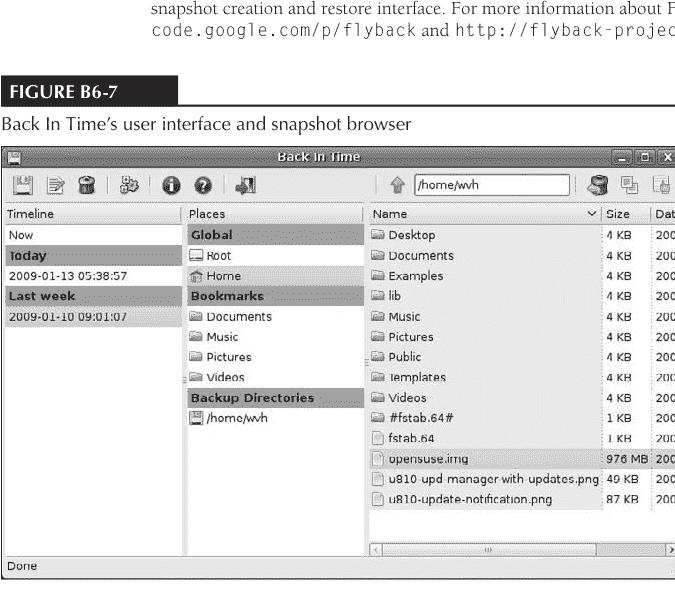 snapshot creation and restore interface. For more information about F
code.google.com/p/flyback and http://flyback-projec
FIGURE B6-7
Back In Time's user interface and snapshot browser
Back In Time
/home/wvh
Timeline
Now
Today
2009-01-13 05:38:57
Last week
2009-01-10 09:01:07
Places
Global
Root
Home
Bookmarks
Documents
Music
Pictures
Videos
Backup Directories
/home/wvh
Name Size Dat
Desktop 4 KB 200
Documents 4 KB 200
Examples 4 KB 200
lib 4 KB 200
Music 4 KB 200
Pictures 4 KB 200
Public 4 KB 200
Templates 4 KB 200
Videos 4 KB 200
#fstab.64# 1 KB 200
fstab.64 1 KB 200
opensuse.img 976 MB 200
u810-upd-manager-with-updates.png 49 KB 200
u810-update-notification.png 87 KB 200
Done